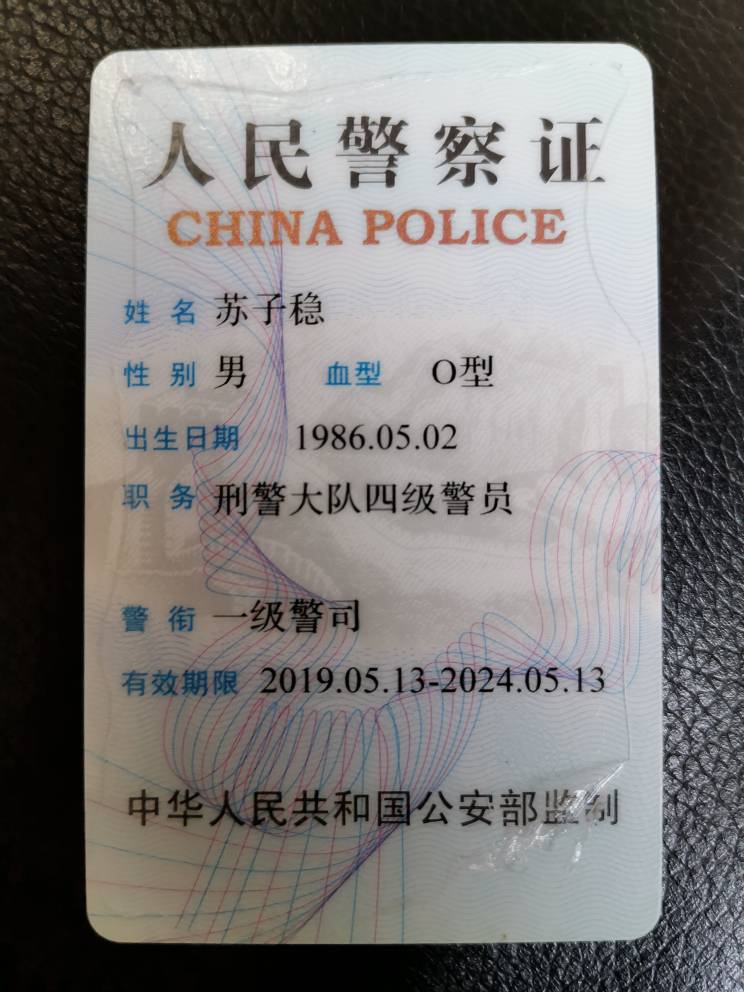 人民警察证
CHINA POLICE
姓名 苏子稳
性别 男 血型 O型
出生日期 1986.05.02
职务 刑警大队四级警员
警衔 一级警司
有效期限 2019.05.13-2024.05.13
中华人民共和国公安部监制